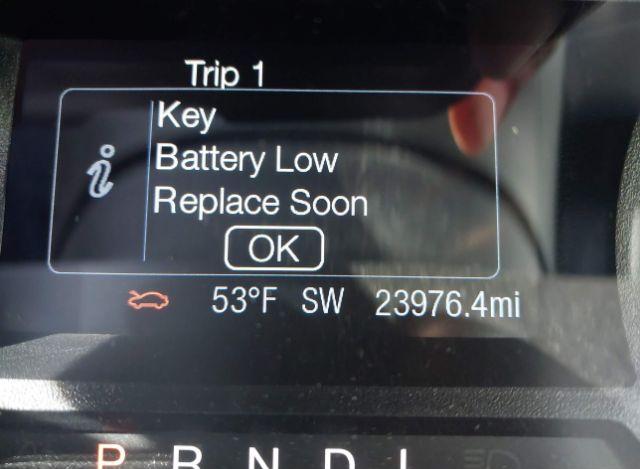 Trip 1
Key
Battery Low
Replace Soon
OK
53°F SW 23976.4mi
P R N D L